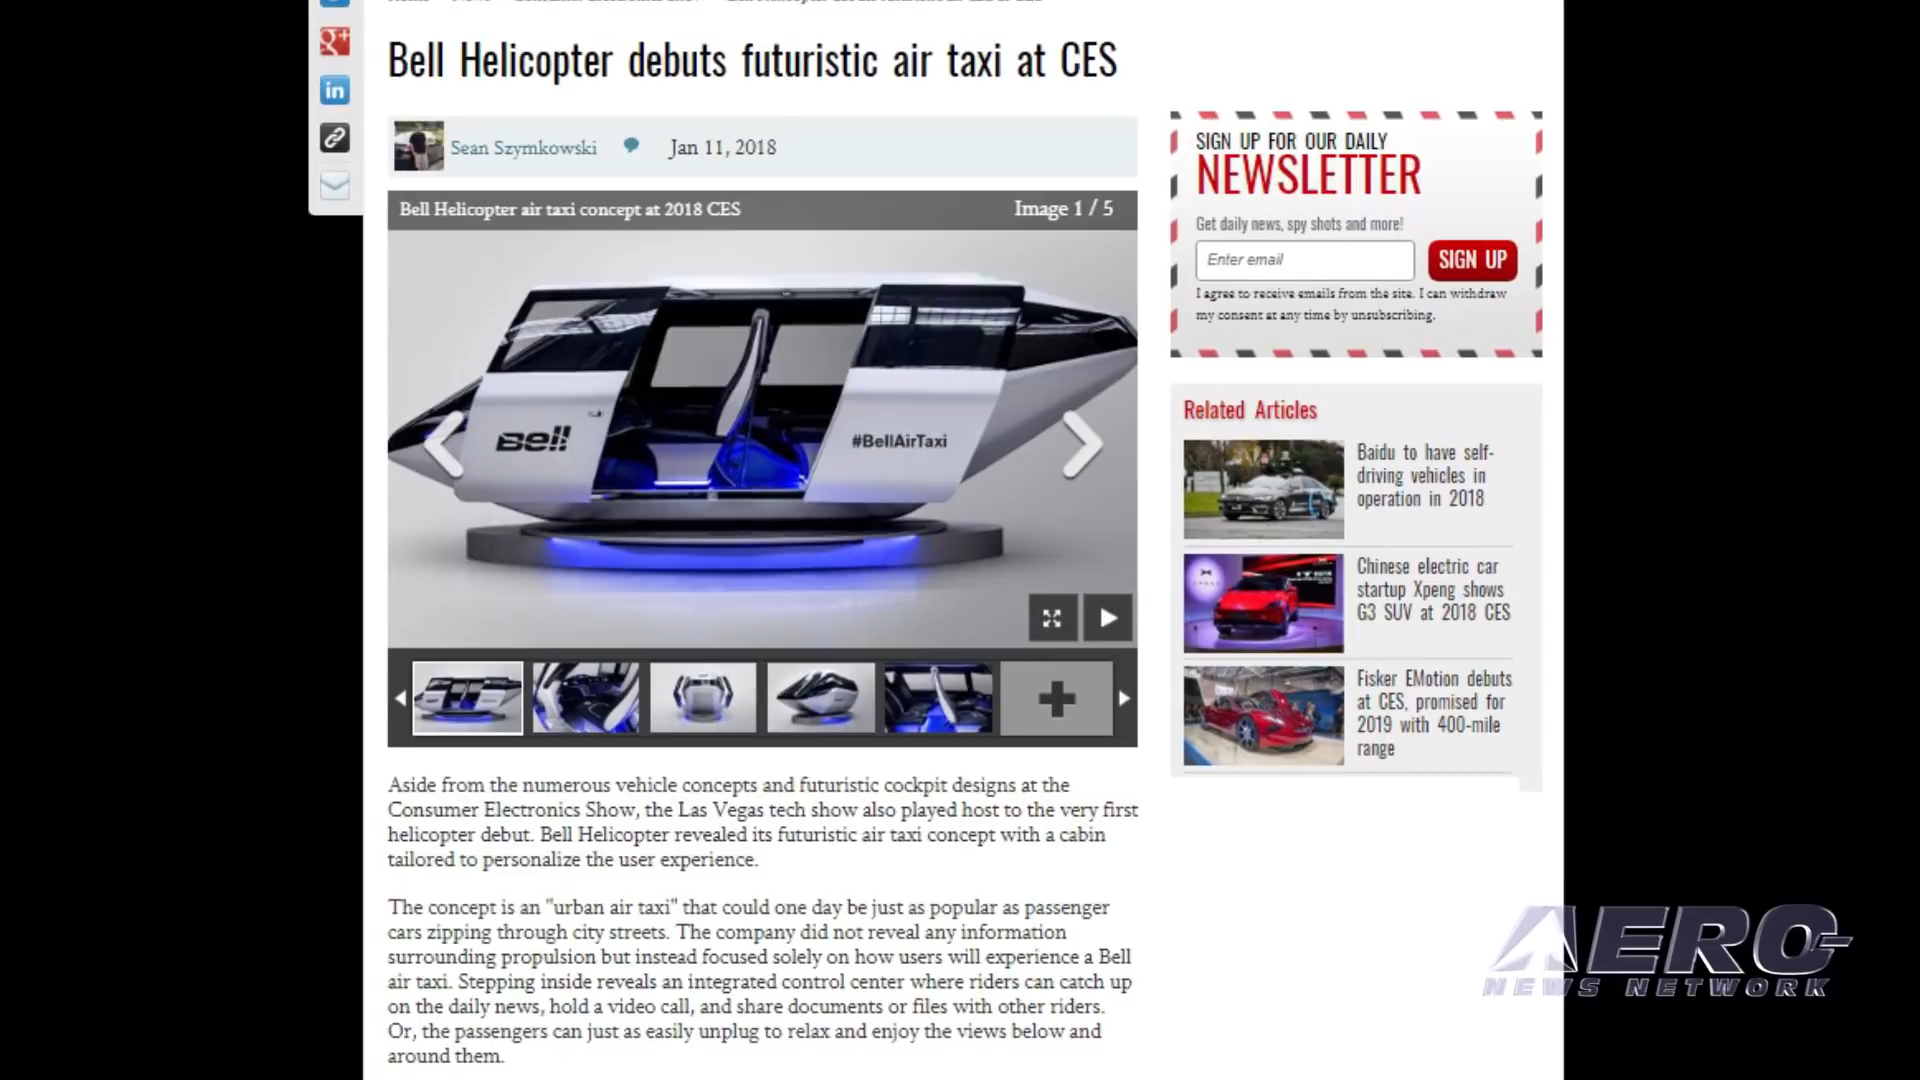 Bell Helicopter debuts futuristic air taxi at CES
Sean Szymkowski
Jan 11, 2018
Bell Helicopter air taxi concept at 2018 CES
Image 1 / 5
Bell
#BellAirTaxi
Aside from the numerous vehicle concepts and futuristic cockpit designs at the
Consumer Electronics Show, the Las Vegas tech show also played host to the very first
helicopter debut. Bell Helicopter revealed its futuristic air taxi concept with a cabin
tailored to personalize the user experience.
The concept is an "urban air taxi" that could one day be just as popular as passenger
cars zipping through city streets. The company did not reveal any information
surrounding propulsion but instead focused solely on how users will experience a Bell
air taxi. Stepping inside reveals an integrated control center where riders can catch up
on the daily news, hold a video call, and share documents or files with other riders.
Or, the passengers can just as easily unplug to relax and enjoy the views below and
around them.
SIGN UP FOR OUR DAILY
NEWSLETTER
Get daily news, spy shots and more!
Enter email
SIGN UP
I agree to receive emails from the site. I can withdraw
my consent at any time by unsubscribing.
Related Articles
Baidu to have self-
driving vehicles in
operation in 2018
Chinese electric car
startup Xpeng shows
G3 SUV at 2018 CES
Fisker EMotion debuts
at CES, promised for
2019 with 400-mile
range
AERO-
NEWS NETWORK
g+
in